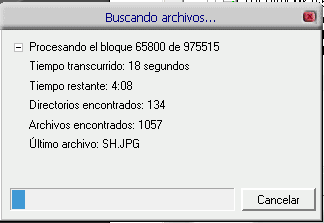 Buscando archivos...
Procesando el bloque 65800 de 975515
Tiempo transcurrido: 18 segundos
Tiempo restante: 4:08
Directorios encontrados: 134
Archivos encontrados: 1057
Último archivo: SH.JPG
Cancelar